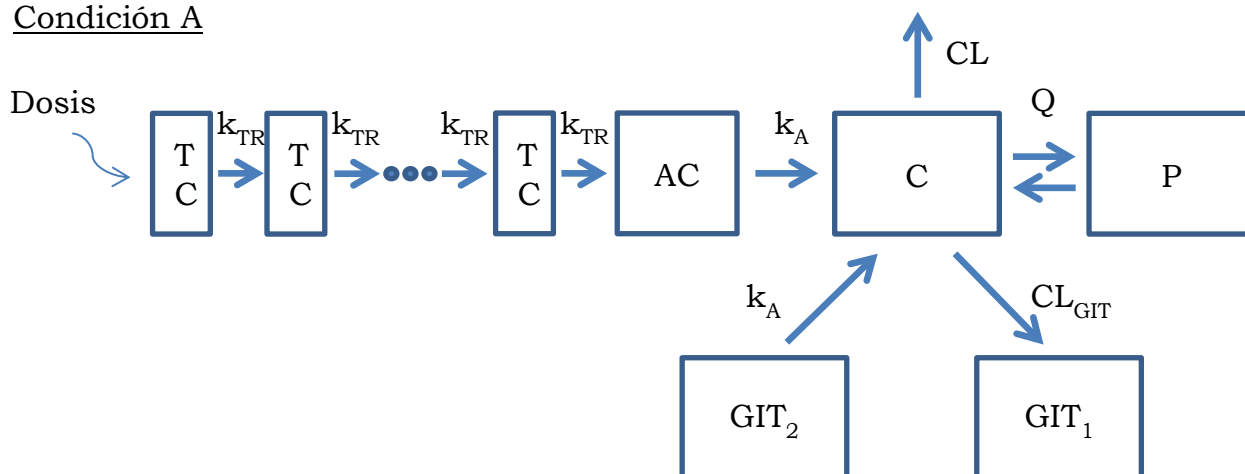 Condición A
Dosis
CL
Q
k_TR k_TR k_TR k_TR k_A
T C
T C
T C
AC
C
P
k_A
CL_GIT
GIT_2
GIT_1